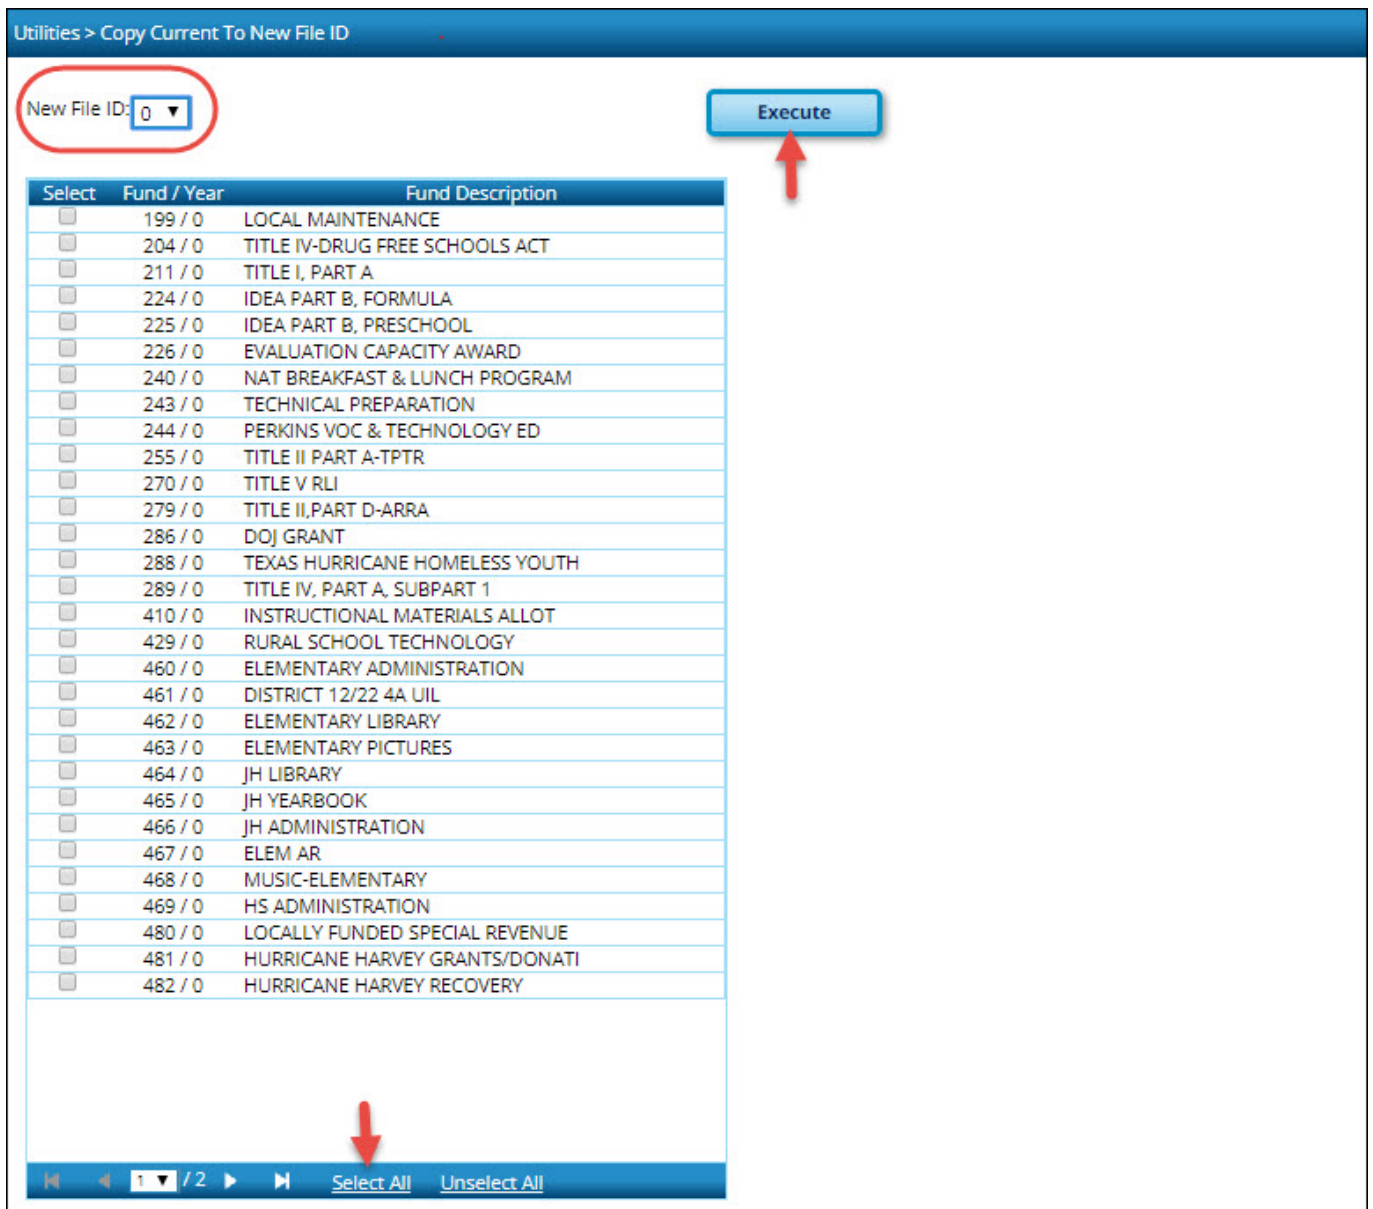 Utilities > Copy Current To New File ID
New File ID: 0
Execute
Select Fund / Year Fund Description
199 / 0 LOCAL MAINTENANCE
204 / 0 TITLE IV-DRUG FREE SCHOOLS ACT
211 / 0 TITLE I, PART A
224 / 0 IDEA PART B, FORMULA
225 / 0 IDEA PART B, PRESCHOOL
226 / 0 EVALUATION CAPACITY AWARD
240 / 0 NAT BREAKFAST & LUNCH PROGRAM
243 / 0 TECHNICAL PREPARATION
244 / 0 PERKINS VOC & TECHNOLOGY ED
255 / 0 TITLE II PART A-TPTR
270 / 0 TITLE V RLI
279 / 0 TITLE II,PART D-ARRA
286 / 0 DOJ GRANT
288 / 0 TEXAS HURRICANE HOMELESS YOUTH
289 / 0 TITLE IV, PART A, SUBPART 1
410 / 0 INSTRUCTIONAL MATERIALS ALLOT
429 / 0 RURAL SCHOOL TECHNOLOGY
460 / 0 ELEMENTARY ADMINISTRATION
461 / 0 DISTRICT 12/22 4A UIL
462 / 0 ELEMENTARY LIBRARY
463 / 0 ELEMENTARY PICTURES
464 / 0 JH LIBRARY
465 / 0 JH YEARBOOK
466 / 0 JH ADMINISTRATION
467 / 0 ELEM AR
468 / 0 MUSIC-ELEMENTARY
469 / 0 HS ADMINISTRATION
480 / 0 LOCALLY FUNDED SPECIAL REVENUE
481 / 0 HURRICANE HARVEY GRANTS/DONATI
482 / 0 HURRICANE HARVEY RECOVERY
1 / 2 Select All Unselect All